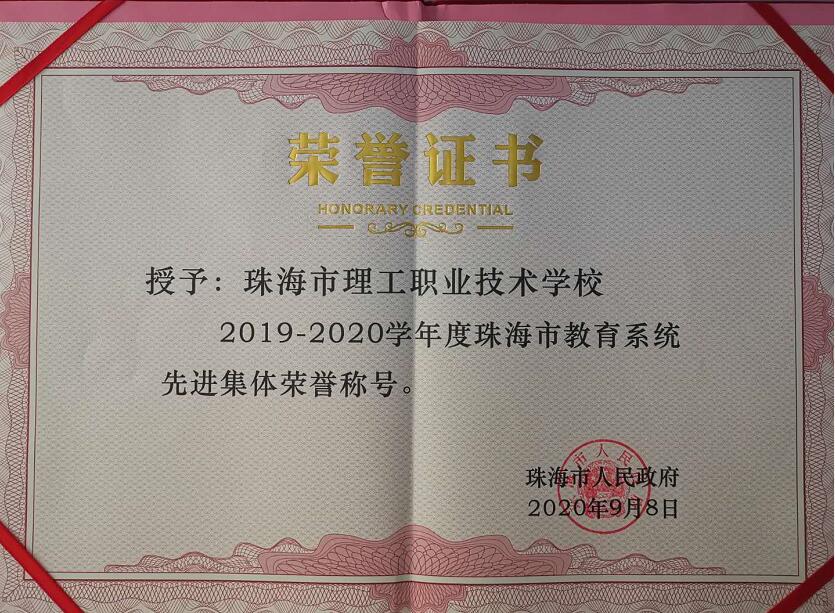 荣誉证书
HONORARY CREDENTIAL
授予：珠海市理工职业技术学校
2019-2020学年度珠海市教育系统
先进集体荣誉称号。
珠海市人民政府
2020年9月8日